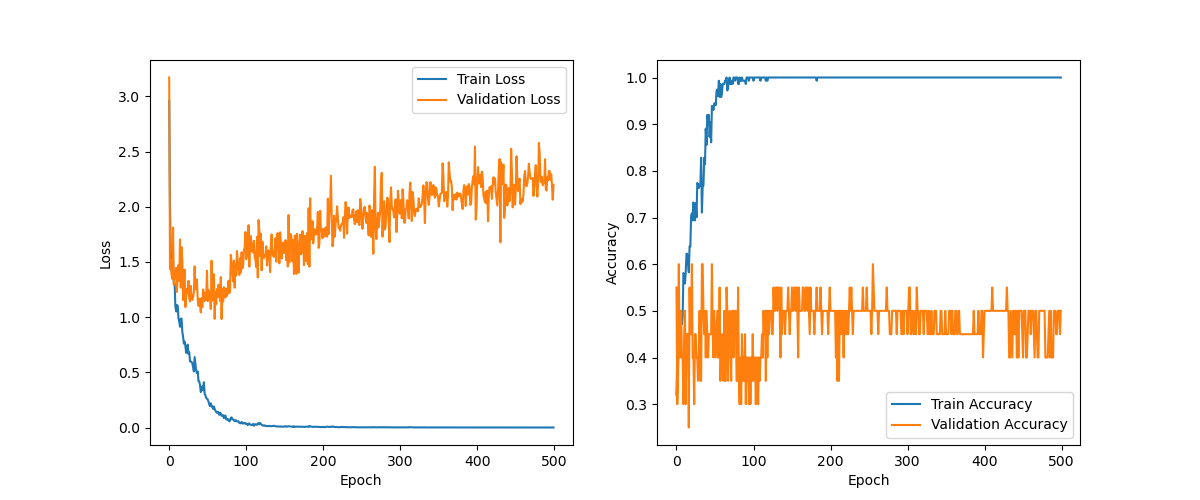 Train Loss
Validation Loss
3.0
2.5
2.0
1.5
1.0
0.5
0.0
Loss
0 100 200 300 400 500
Epoch
1.0
0.9
0.8
0.7
0.6
0.5
0.4
0.3
Accuracy
Train Accuracy
Validation Accuracy
0 100 200 300 400 500
Epoch